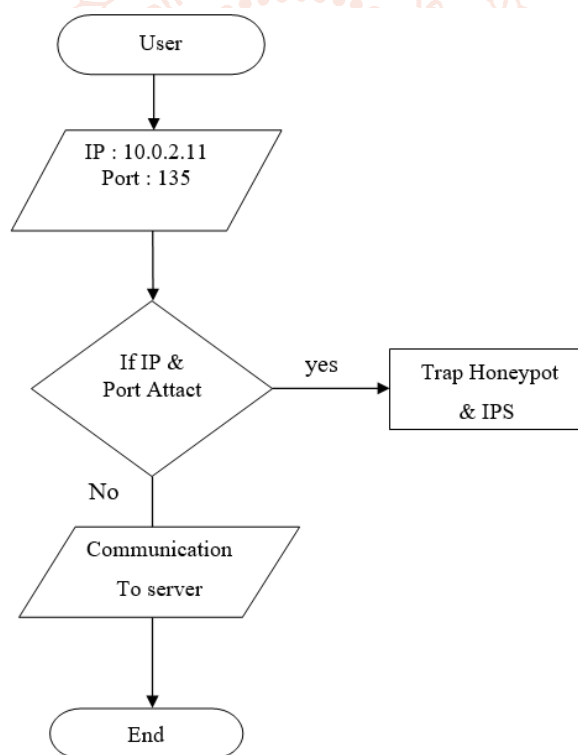 User
IP : 10.0.2.11
Port : 135
If IP &
Port Attact
yes
Trap Honeypot
& IPS
No
Communication
To server
End